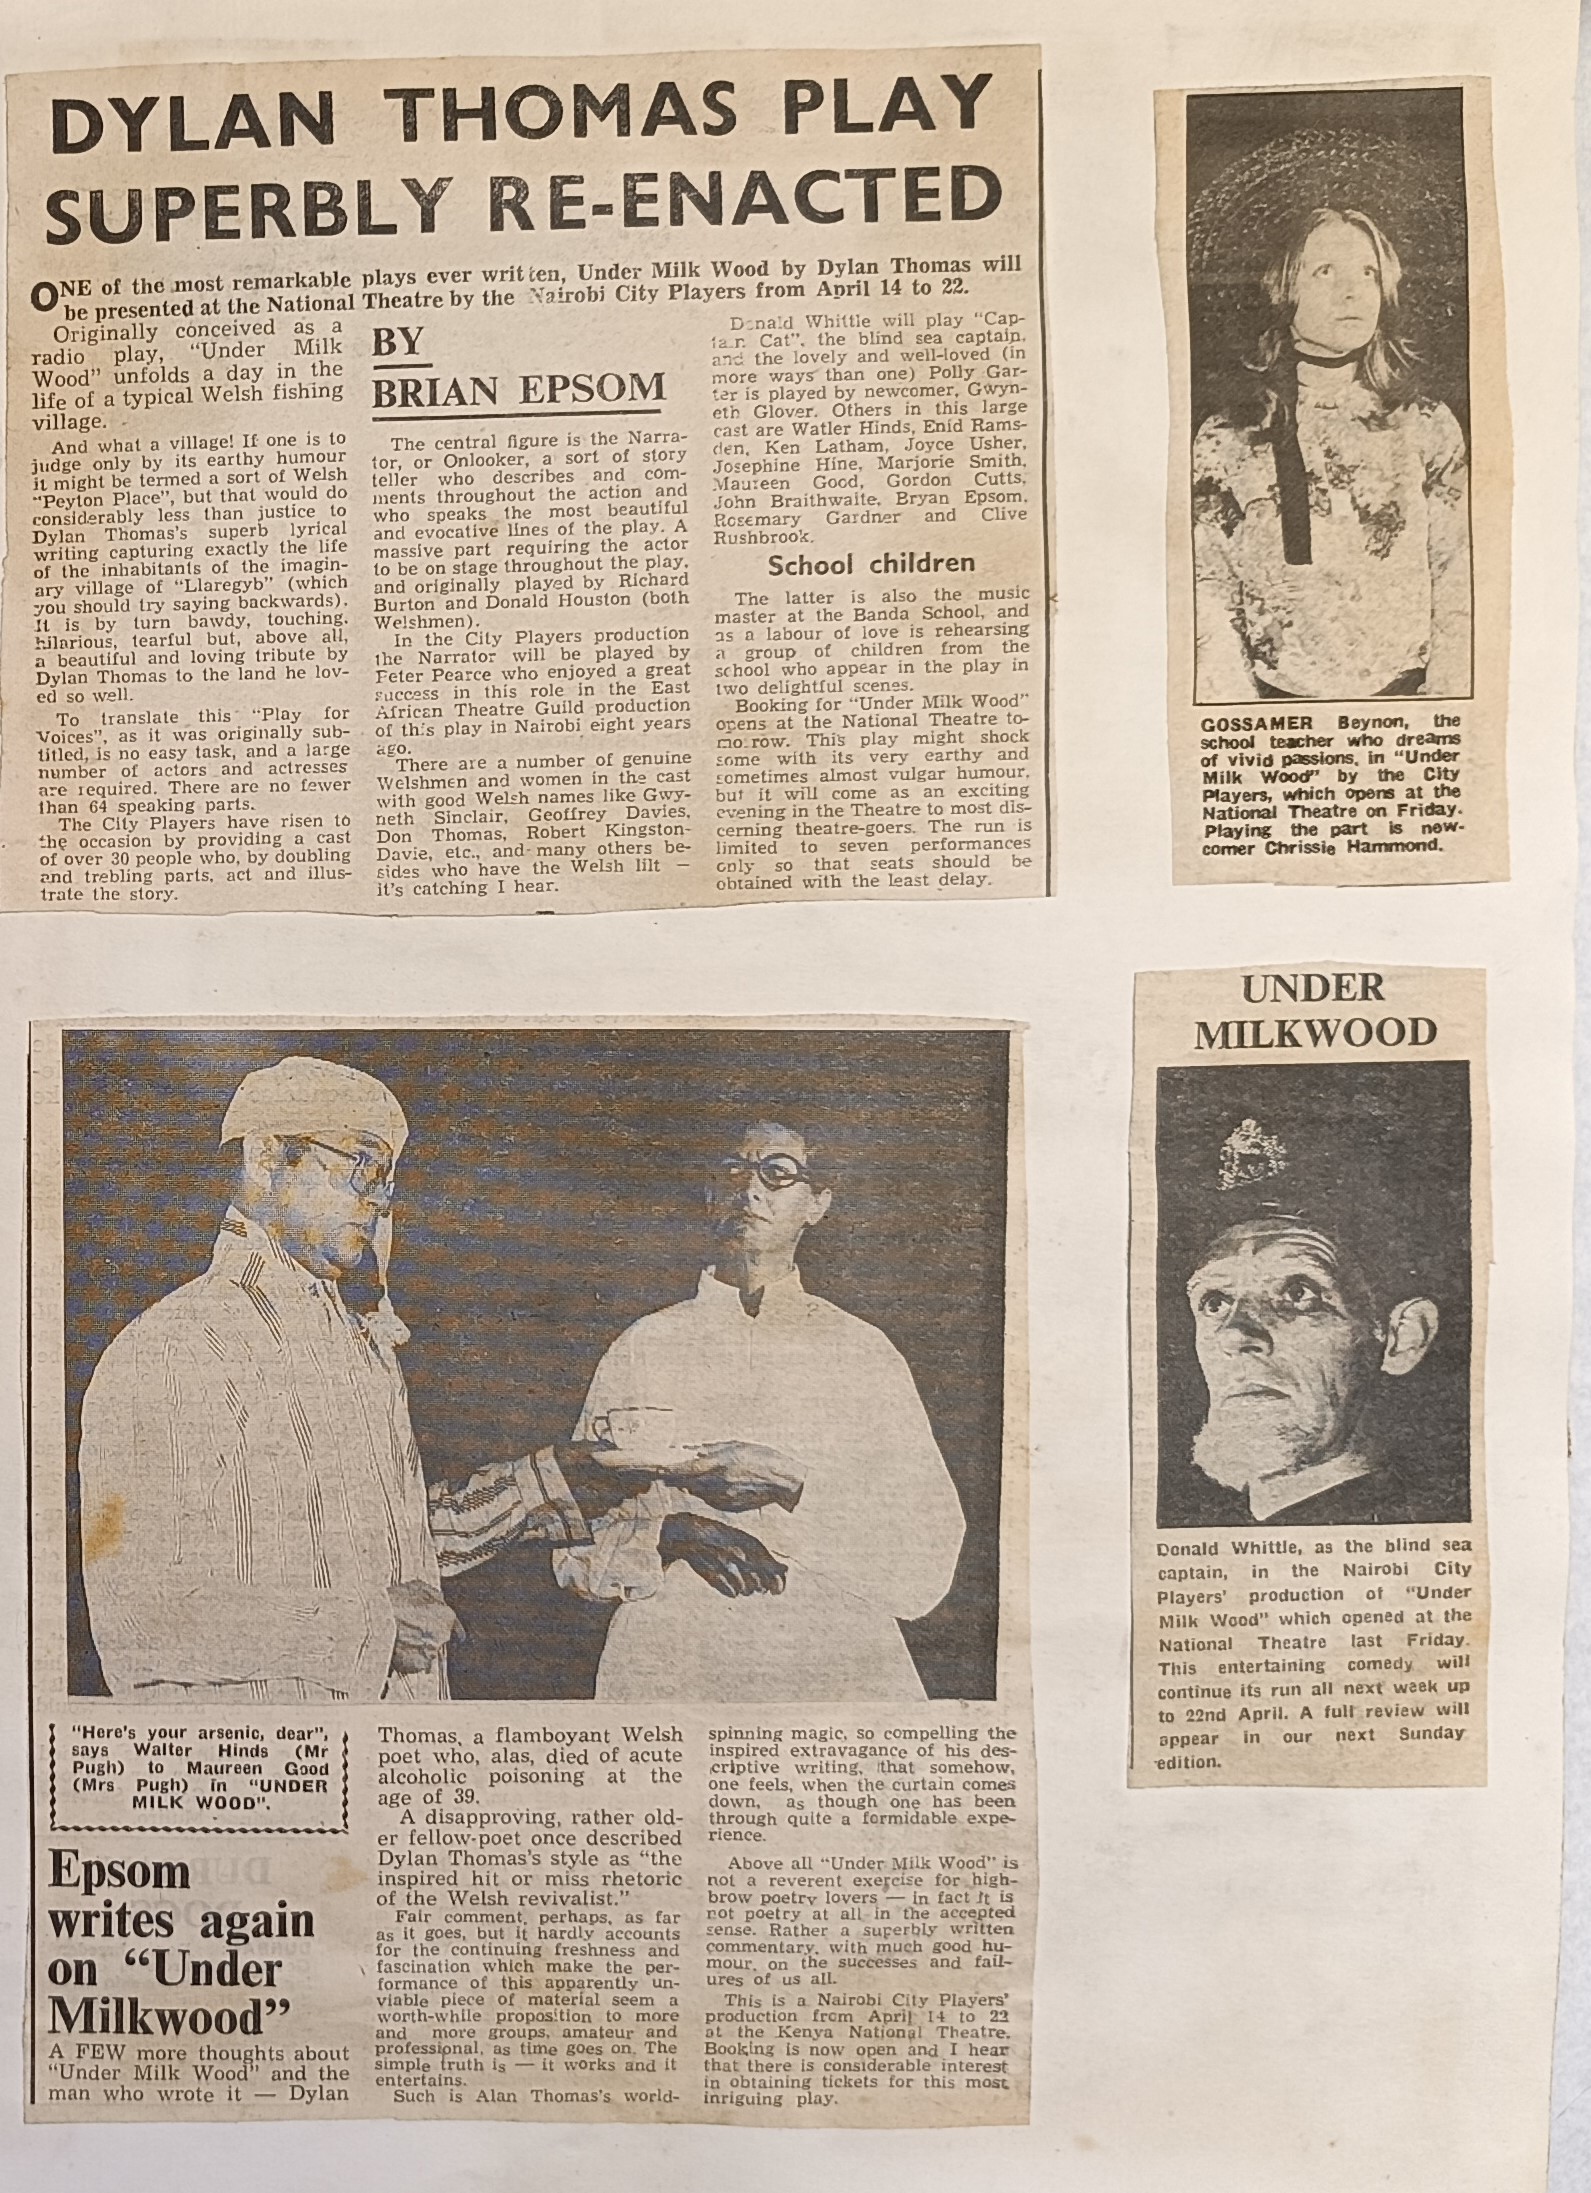 DYLAN THOMAS PLAY
SUPERBLY RE-ENACTED
ONE of the most remarkable plays ever written, Under Milk Wood by Dylan Thomas will
be presented at the National Theatre by the Nairobi City Players from April 14 to 22.
Originally conceived as a
radio play, "Under Milk
Wood" unfolds a day in the
life of a typical Welsh fishing
village.
And what a village! If one is to
judge only by its earthy humour
it might be termed a sort of Welsh
"Peyton Place", but that would do
considerably less than justice to
Dylan Thomas's superb lyrical
writing capturing exactly the life
of the inhabitants of the imagin-
ary village of "Llaregyb" (which
you should try saying backwards).
It is by turn bawdy, touching,
hilarious, tearful but, above all,
a beautiful and loving tribute by
Dylan Thomas to the land he lov-
ed so well.
To translate this "Play for
Voices", as it was originally sub-
titled, is no easy task, and a large
number of actors and actresses
are required. There are no fewer
than 64 speaking parts.
The City Players have risen to
the occasion by providing a cast
of over 30 people who, by doubling
and trebling parts, act and illus-
trate the story.
BY
BRIAN EPSOM
The central figure is the Narra-
tor, or Onlooker, a sort of story
teller who describes and com-
ments throughout the action and
who speaks the most beautiful
and evocative lines of the play. A
massive part requiring the actor
to be on stage throughout the play,
and originally played by Richard
Burton and Donald Houston (both
Welshmen).
In the City Players production
the Narrator will be played by
Peter Pearce who enjoyed a great
success in this role in the East
African Theatre Guild production
of this play in Nairobi eight years
ago.
There are a number of genuine
Welshmen and women in the cast
with good Welsh names like Gwy-
neth Sinclair, Geoffrey Davies,
Don Thomas, Robert Kingston-
Davie, etc., and many others be-
sides who have the Welsh lilt —
it's catching I hear.
Donald Whittle will play "Cap-
tain Cat", the blind sea captain,
and the lovely and well-loved (in
more ways than one) Polly Gar-
ter is played by newcomer, Gwyn-
eth Glover. Others in this large
cast are Watler Hinds, Enid Rams-
den, Ken Latham, Joyce Usher,
Josephine Hine, Marjorie Smith,
Maureen Good, Gordon Cutts,
John Braithwaite, Bryan Epsom,
Rosemary Gardner and Clive
Rushbrook.
School children
The latter is also the music
master at the Banda School, and
as a labour of love is rehearsing
a group of children from the
school who appear in the play in
two delightful scenes.
Booking for "Under Milk Wood"
opens at the National Theatre to-
morrow. This play might shock
some with its very earthy and
sometimes almost vulgar humour,
but it will come as an exciting
evening in the Theatre to most dis-
cerning theatre-goers. The run is
limited to seven performances
only so that seats should be
obtained with the least delay.
GOSSAMER Beynon, the
school teacher who dreams
of vivid passions, in "Under
Milk Wood" by the City
Players, which opens at the
National Theatre on Friday.
Playing the part is new-
comer Chrissie Hammond.
"Here's your arsenic, dear",
says Walter Hinds (Mr
Pugh) to Maureen Good
(Mrs Pugh) in "UNDER
MILK WOOD".
Epsom
writes again
on "Under
Milkwood"
A FEW more thoughts about
"Under Milk Wood" and the
man who wrote it — Dylan
Thomas, a flamboyant Welsh
poet who, alas, died of acute
alcoholic poisoning at the
age of 39.
A disapproving, rather old-
er fellow-poet once described
Dylan Thomas's style as "the
inspired hit or miss rhetoric
of the Welsh revivalist."
Fair comment, perhaps, as far
as it goes, but it hardly accounts
for the continuing freshness and
fascination which make the per-
formance of this apparently un-
viable piece of material seem a
worth-while proposition to more
and more groups, amateur and
professional, as time goes on. The
simple truth is — it works and it
entertains.
Such is Alan Thomas's world-
spinning magic, so compelling the
inspired extravagance of his des-
criptive writing, that somehow,
one feels, when the curtain comes
down, as though one has been
through quite a formidable expe-
rience.
Above all "Under Milk Wood" is
not a reverent exercise for high-
brow poetry lovers — in fact it is
not poetry at all in the accepted
sense. Rather a superbly written
commentary, with much good hu-
mour, on the successes and fail-
ures of us all.
This is a Nairobi City Players'
production from April 14 to 22
at the Kenya National Theatre.
Booking is now open and I hear
that there is considerable interest
in obtaining tickets for this most
inriguing play.
UNDER
MILKWOOD
Donald Whittle, as the blind sea
captain, in the Nairobi City
Players' production of "Under
Milk Wood" which opened at the
National Theatre last Friday.
This entertaining comedy will
continue its run all next week up
to 22nd April. A full review will
appear in our next Sunday
edition.